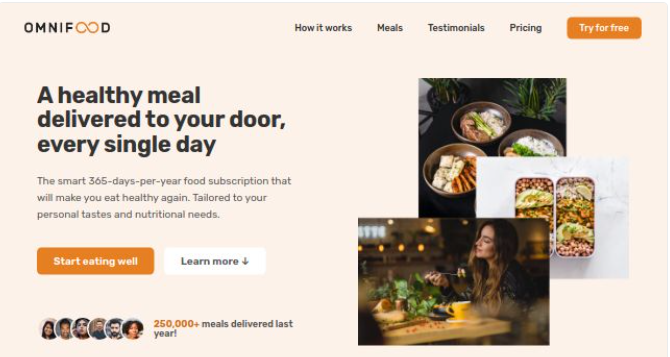 OMNIFOOD
How it works
Meals
Testimonials
Pricing
Try for free
A healthy meal
delivered to your door,
every single day
The smart 365-days-per-year food subscription that
will make you eat healthy again. Tailored to your
personal tastes and nutritional needs.
Start eating well
Learn more ↓
250,000+ meals delivered last
year!